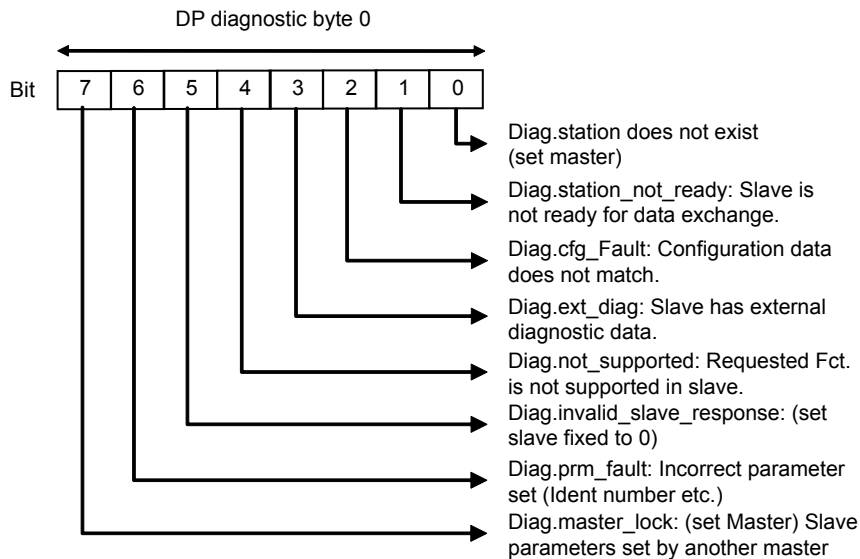 DP diagnostic byte 0
Bit 7 6 5 4 3 2 1 0
Diag.station does not exist
(set master)
Diag.station_not_ready: Slave is
not ready for data exchange.
Diag.cfg_Fault: Configuration data
does not match.
Diag.ext_diag: Slave has external
diagnostic data.
Diag.not_supported: Requested Fct.
is not supported in slave.
Diag.invalid_slave_response: (set
slave fixed to 0)
Diag.prm_fault: Incorrect parameter
set (Ident number etc.)
Diag.master_lock: (set Master) Slave
parameters set by another master